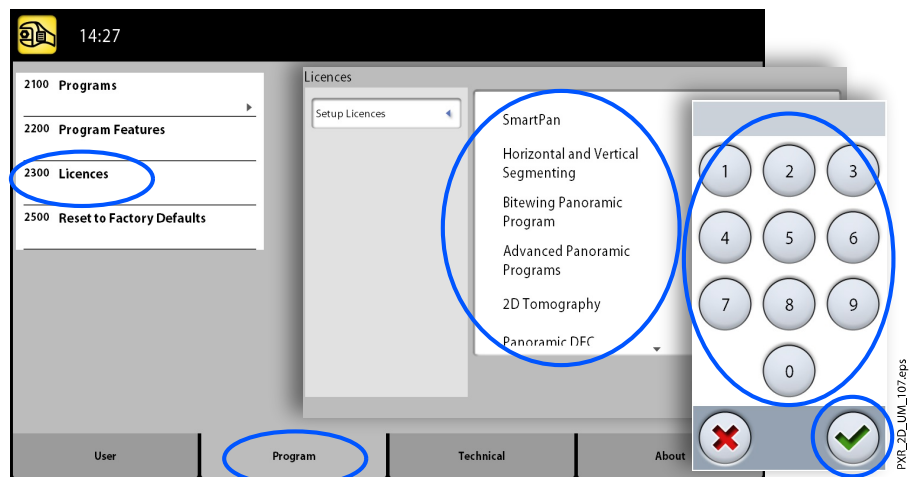 14:27
2100 Programs
2200 Program Features
2300 Licences
2500 Reset to Factory Defaults
Licences
Setup Licences
SmartPan
Horizontal and Vertical
Segmenting
Bitewing Panoramic
Program
Advanced Panoramic
Programs
2D Tomography
Panoramic DEC
1 2 3
4 5 6
7 8 9
0
User Program Technical About
PXR_2D_UM_107.eps